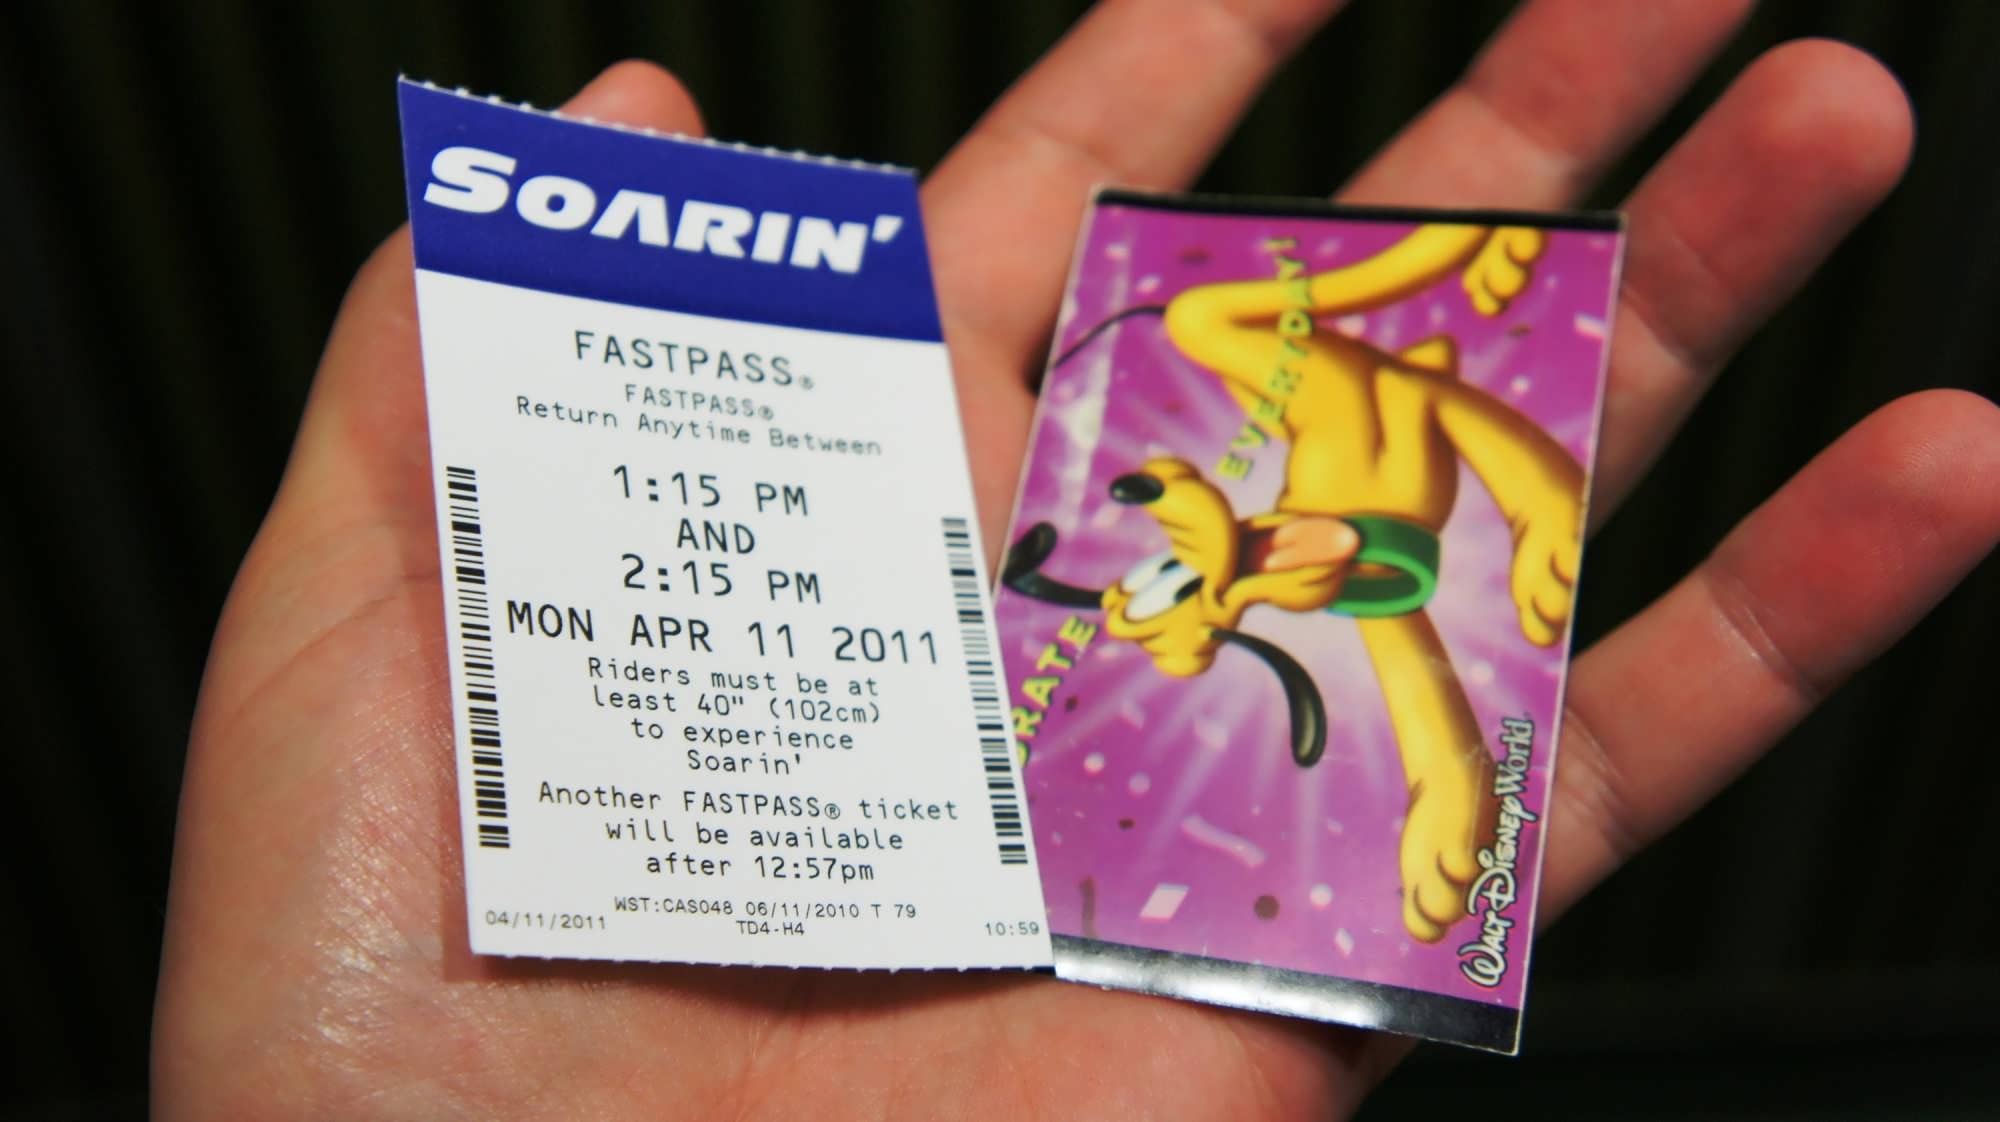 SOARIN'
FASTPASS®
FASTPASS®
Return Anytime Between
1:15 PM
AND
2:15 PM
MON APR 11 2011
Riders must be at
least 40" (102cm)
to experience
Soarin'
Another FASTPASS® ticket
will be available
after 12:57pm
WST:CAS048 06/11/2010 T 79
04/11/2011 TD4-H4 10:59
EVERYDAY!
WALT DISNEY World